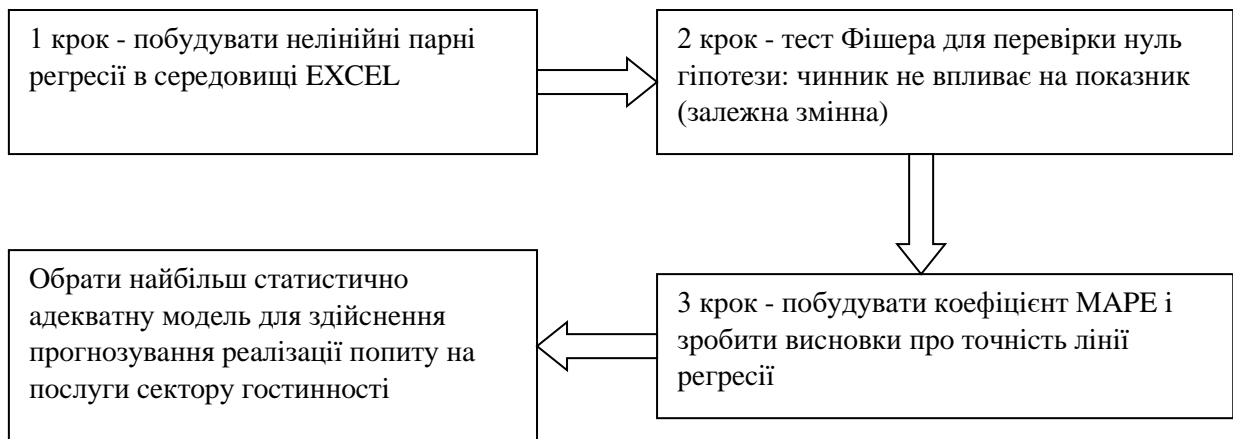 1 крок - побудувати нелінійні парні
регресії в середовищі EXCEL
2 крок - тест Фішера для перевірки нуль
гіпотези: чинник не впливає на показник
(залежна змінна)
3 крок - побудувати коефіцієнт MAPE і
зробити висновки про точність лінії
регресії
Обрати найбільш статистично
адекватну модель для здійснення
прогнозування реалізації попиту на
послуги сектору гостинності